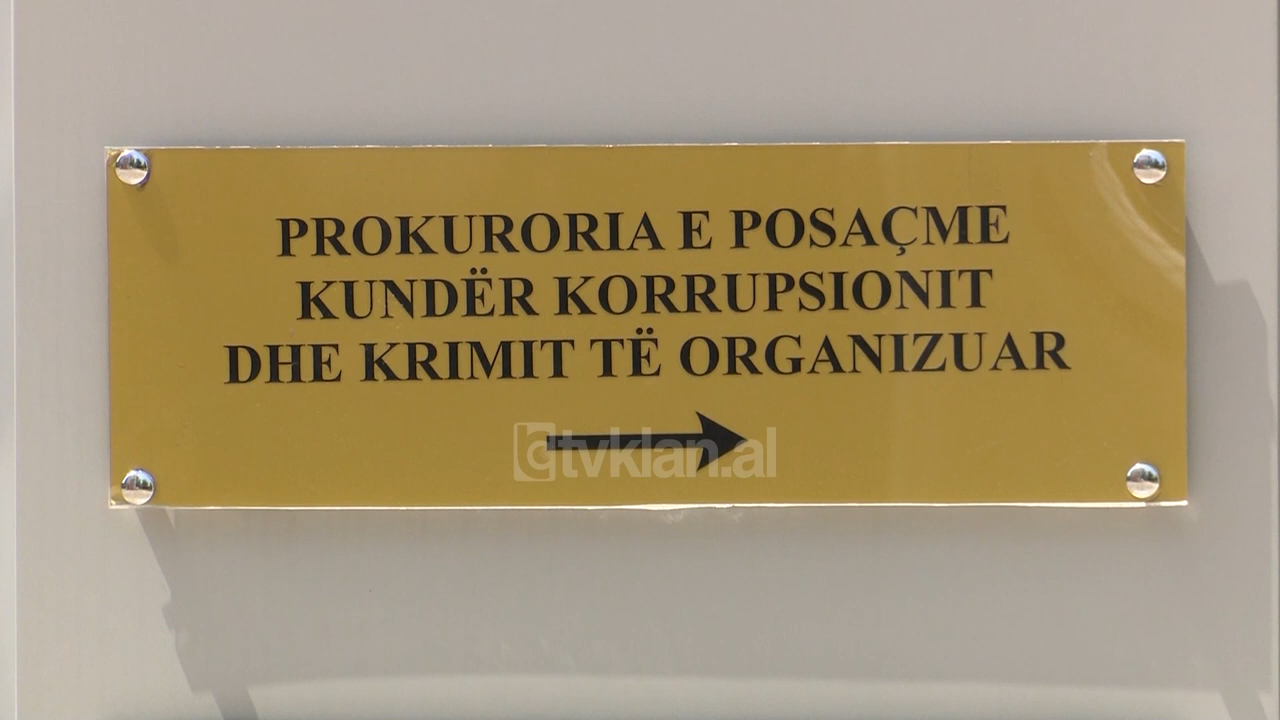 PROKURORIA E POSAÇME
KUNDËR KORRUPSIONIT
DHE KRIMIT TË ORGANIZUAR
tvklan.al